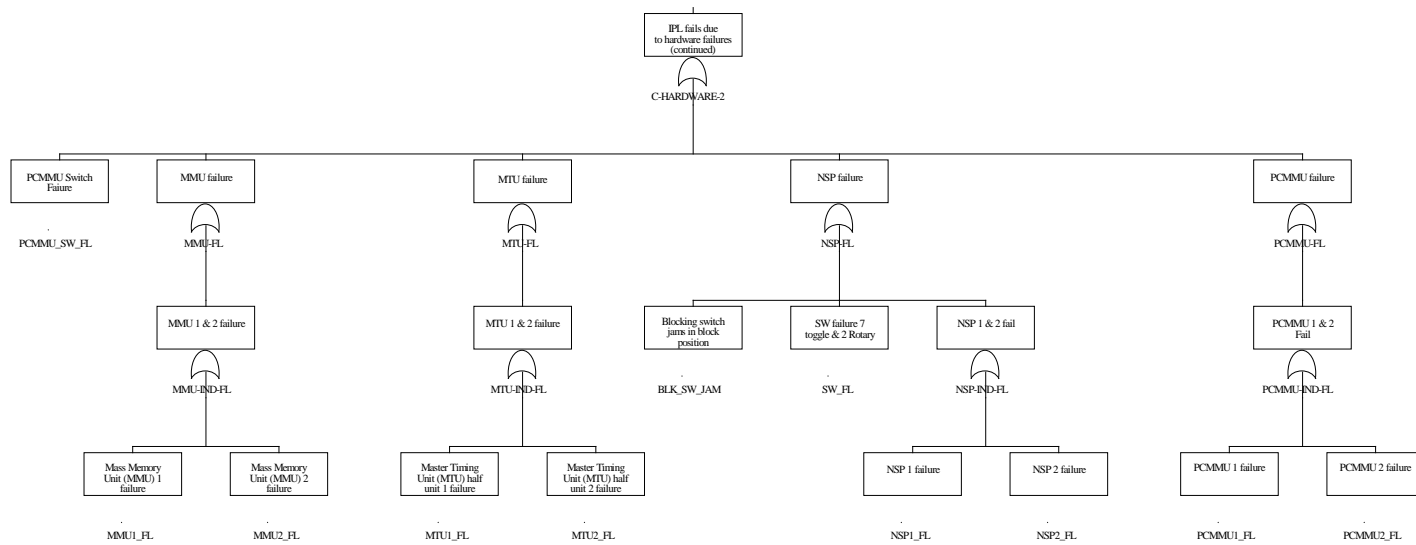 IPL fails due
to hardware failures
(continued)
C-HARDWARE-2
PCMMU Switch
Faiure
MMU failure
MTU failure
NSP failure
PCMMU failure
PCMMU_SW_FL
MMU-FL
MTU-FL
NSP-FL
PCMMU-FL
MMU 1 & 2 failure
MTU 1 & 2 failure
Blocking switch
jams in block
position
SW failure 7
toggle & 2 Rotary
NSP 1 & 2 fail
PCMMU 1 & 2
Fail
MMU-IND-FL
MTU-IND-FL
BLK_SW_JAM
SW_FL
NSP-IND-FL
PCMMU-IND-FL
Mass Memory
Unit (MMU) 1
failure
Mass Memory
Unit (MMU) 2
failure
Master Timing
Unit (MTU) half
unit 1 failure
Master Timing
Unit (MTU) half
unit 2 failure
NSP 1 failure
NSP 2 failure
PCMMU 1 failure
PCMMU 2 failure
MMU1_FL
MMU2_FL
MTU1_FL
MTU2_FL
NSP1_FL
NSP2_FL
PCMMU1_FL
PCMMU2_FL